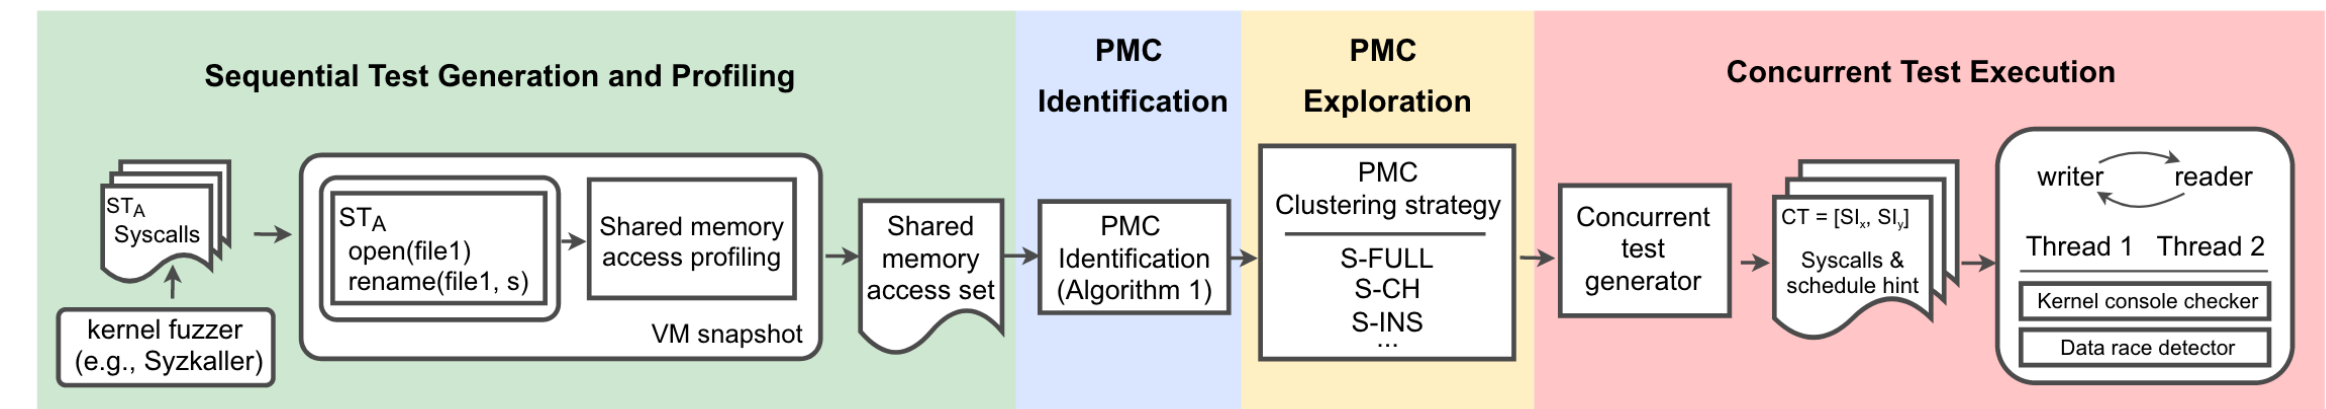 Sequential Test Generation and Profiling
STA
Syscalls
kernel fuzzer
(e.g., Syzkaller)
STA
open(file1)
rename(file1, s)
Shared memory
access profiling
VM snapshot
Shared
memory
access set
PMC
Identification
PMC
Identification
(Algorithm 1)
PMC
Exploration
PMC
Clustering strategy
S-FULL
S-CH
S-INS
...
Concurrent Test Execution
Concurrent
test
generator
CT = [SIx, SIy]
Syscalls &
schedule hint
writer reader
Thread 1 Thread 2
Kernel console checker
Data race detector